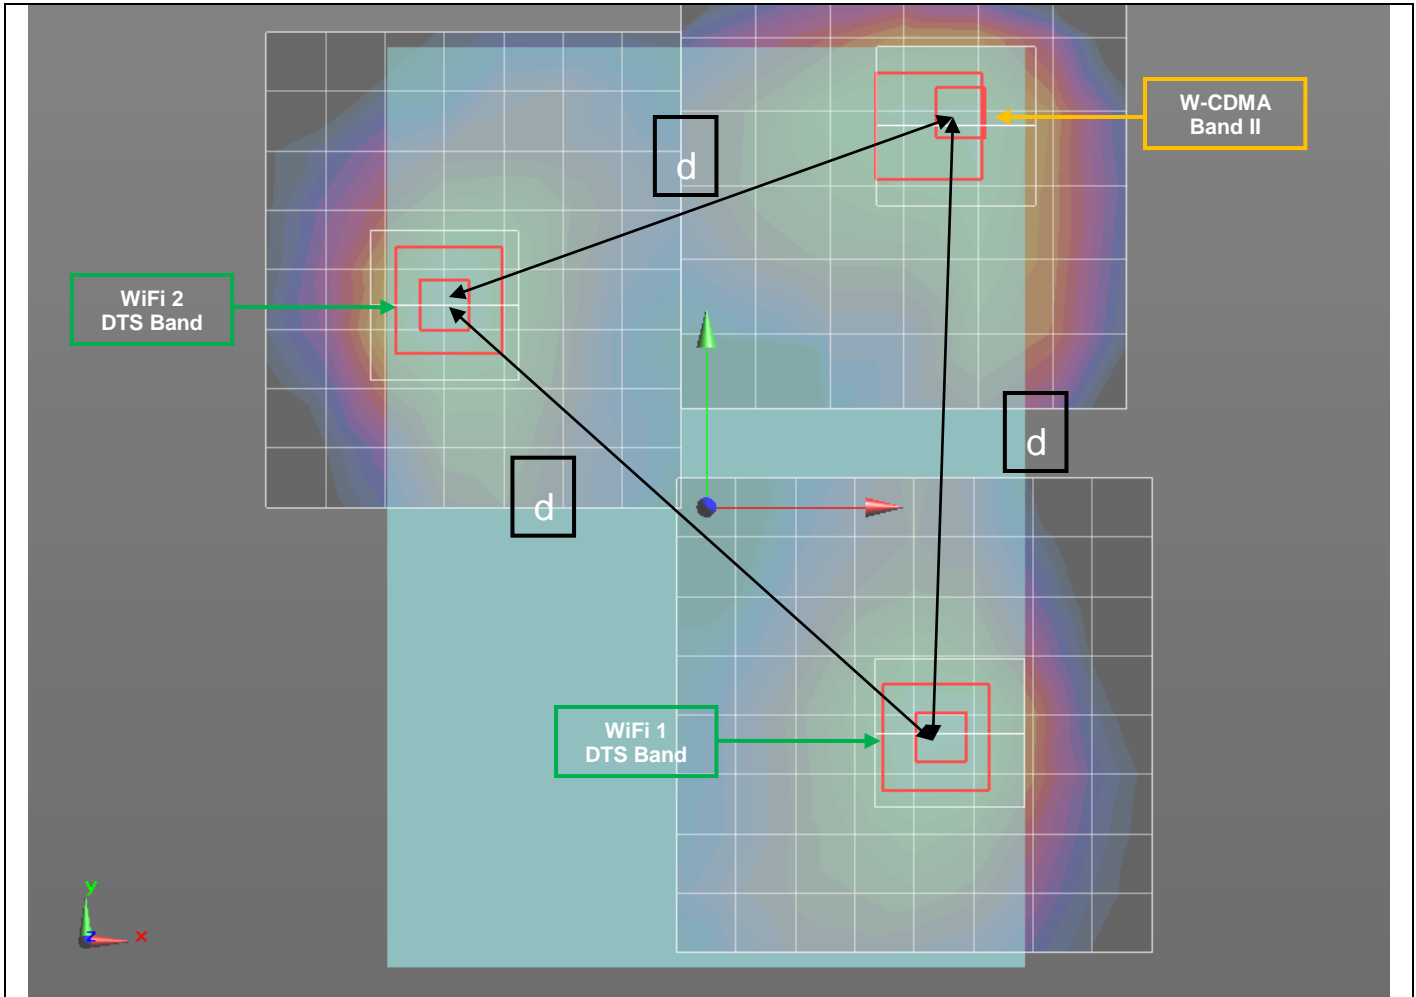 W-CDMA
Band II
d
WiFi 2
DTS Band
d
d
WiFi 1
DTS Band
y
z
x